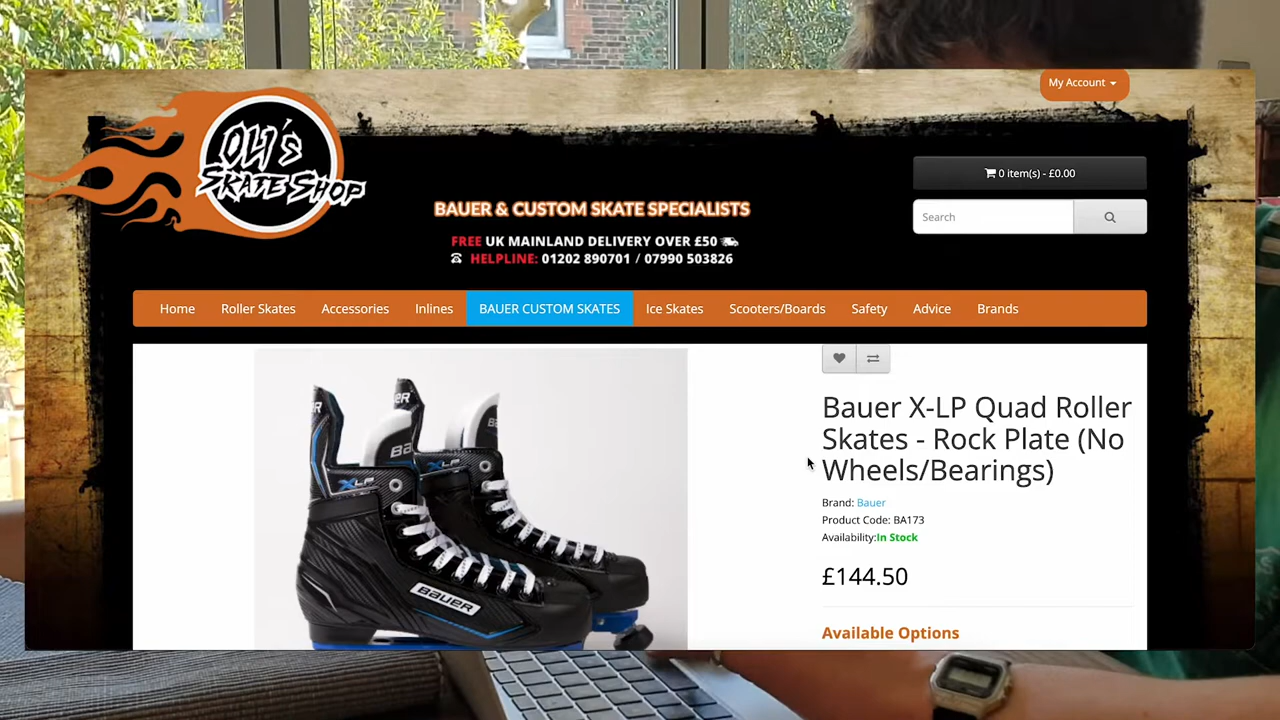 My Account
OLI'S
SKATE SHOP
0 item(s) - £0.00
Search
BAUER & CUSTOM SKATE SPECIALISTS
FREE UK MAINLAND DELIVERY OVER £50
HELPLINE: 01202 890701 / 07990 503826
Home Roller Skates Accessories Inlines BAUER CUSTOM SKATES Ice Skates Scooters/Boards Safety Advice Brands
Bauer X-LP Quad Roller
Skates - Rock Plate (No
Wheels/Bearings)
Brand: Bauer
Product Code: BA173
Availability:In Stock
£144.50
Available Options
XLP
XLP
BAUER